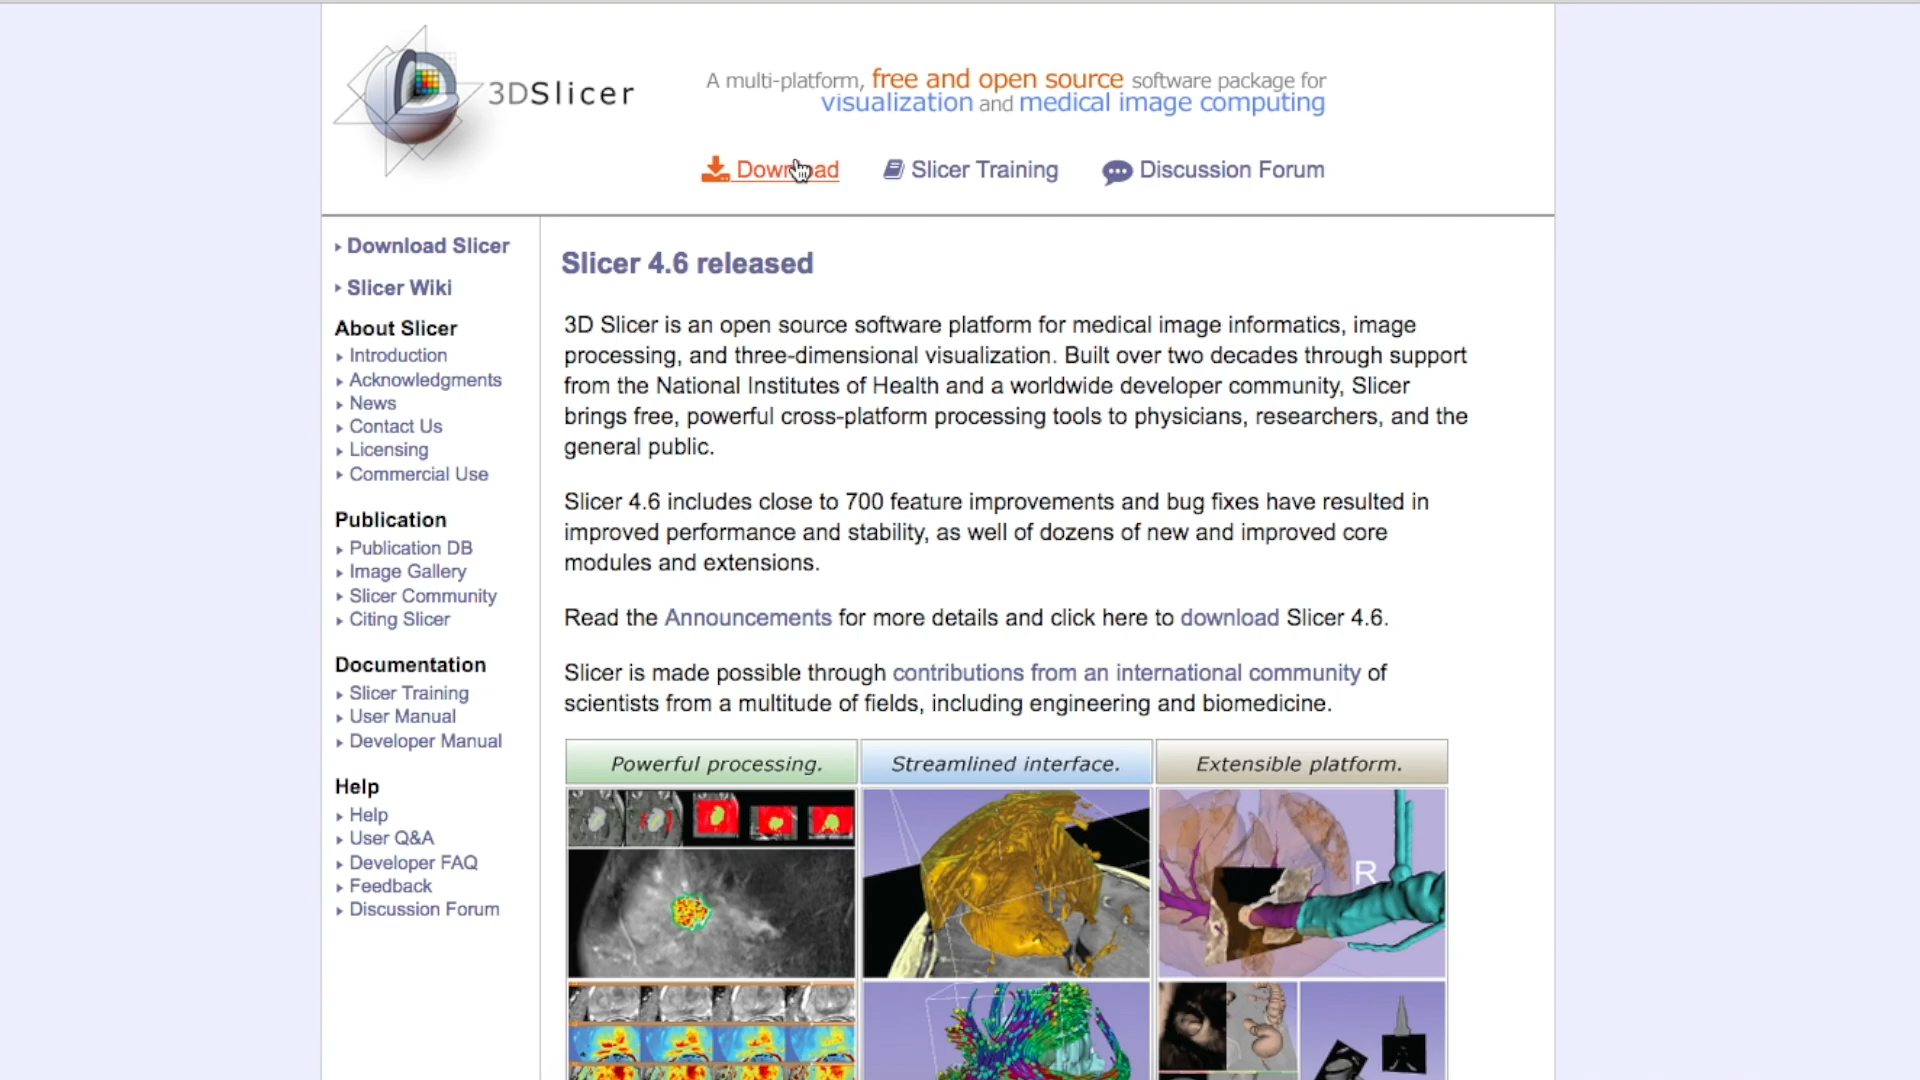 3DSlicer
A multi-platform, free and open source software package for
visualization and medical image computing
Download
Slicer Training
Discussion Forum
Download Slicer
Slicer Wiki
About Slicer
Introduction
Acknowledgments
News
Contact Us
Licensing
Commercial Use
Publication
Publication DB
Image Gallery
Slicer Community
Citing Slicer
Documentation
Slicer Training
User Manual
Developer Manual
Help
Help
User Q&A
Developer FAQ
Feedback
Discussion Forum
Slicer 4.6 released
3D Slicer is an open source software platform for medical image informatics, image
processing, and three-dimensional visualization. Built over two decades through support
from the National Institutes of Health and a worldwide developer community, Slicer
brings free, powerful cross-platform processing tools to physicians, researchers, and the
general public.
Slicer 4.6 includes close to 700 feature improvements and bug fixes have resulted in
improved performance and stability, as well of dozens of new and improved core
modules and extensions.
Read the Announcements for more details and click here to download Slicer 4.6.
Slicer is made possible through contributions from an international community of
scientists from a multitude of fields, including engineering and biomedicine.
Powerful processing.
Streamlined interface.
Extensible platform.
R